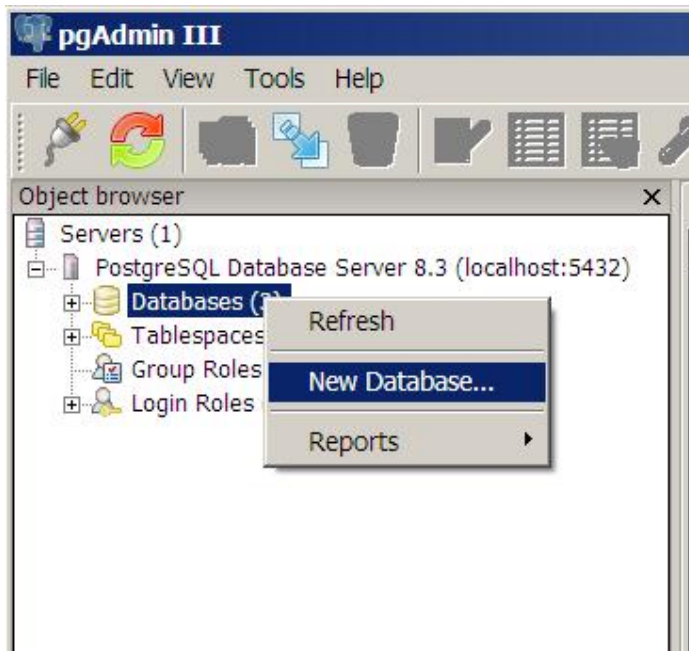 pgAdmin III
File Edit View Tools Help
Object browser
Servers (1)
PostgreSQL Database Server 8.3 (localhost:5432)
Databases
Refresh
Tablespaces
Group Roles
New Database...
Login Roles
Reports